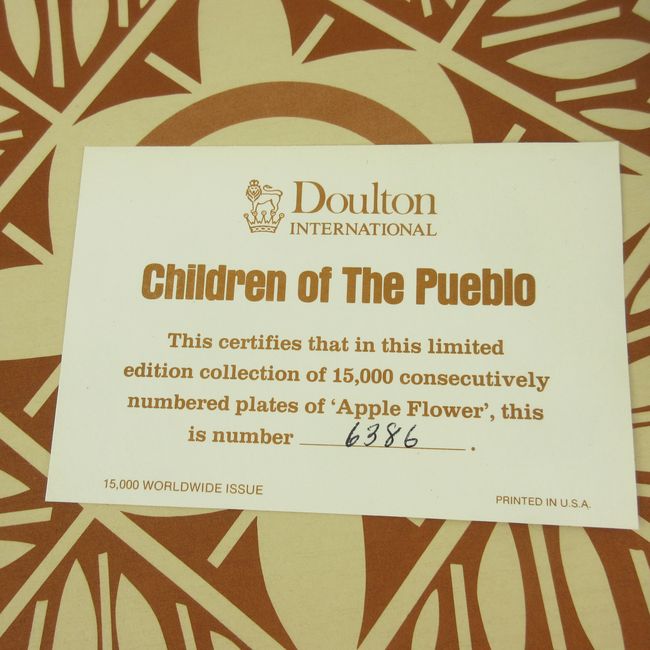 Doulton
INTERNATIONAL
Children of The Pueblo
This certifies that in this limited
edition collection of 15,000 consecutively
numbered plates of ‘Apple Flower’, this
is number 6386.
15,000 WORLDWIDE ISSUE
PRINTED IN U.S.A.